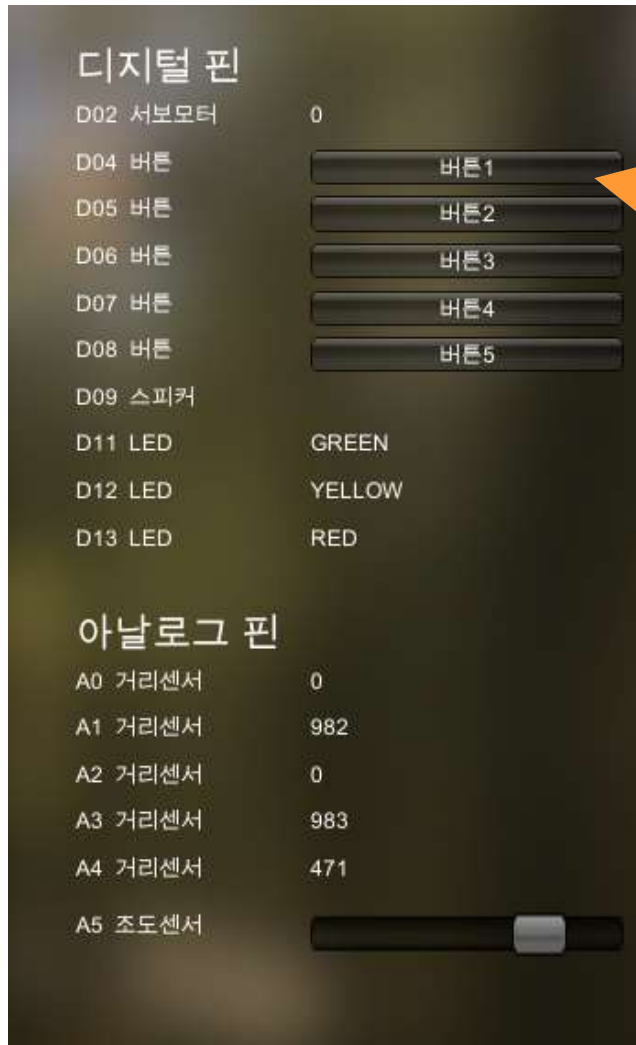 디지털 핀
D02 서보모터 0
D04 버튼 버튼1
D05 버튼 버튼2
D06 버튼 버튼3
D07 버튼 버튼4
D08 버튼 버튼5
D09 스피커
D11 LED GREEN
D12 LED YELLOW
D13 LED RED
아날로그 핀
A0 거리센서 0
A1 거리센서 982
A2 거리센서 0
A3 거리센서 983
A4 거리센서 471
A5 조도센서